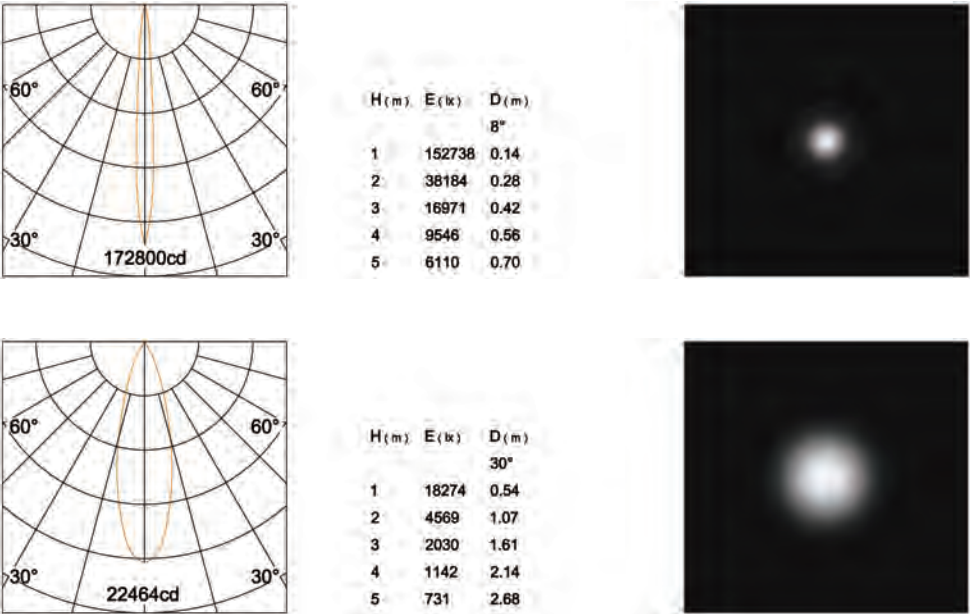 60° 60°
30° 30°
172800cd
H(m) E(lx) D(m)
8°
1 152738 0.14
2 38184 0.28
3 16971 0.42
4 9546 0.56
5 6110 0.70
60° 60°
30° 30°
22464cd
H(m) E(lx) D(m)
30°
1 18274 0.54
2 4569 1.07
3 2030 1.61
4 1142 2.14
5 731 2.68